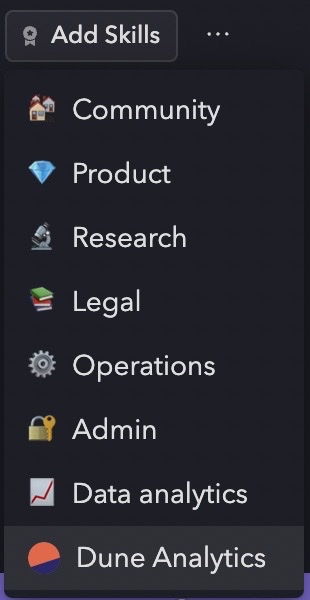 Add Skills
Community
Product
Research
Legal
Operations
Admin
Data analytics
Dune Analytics